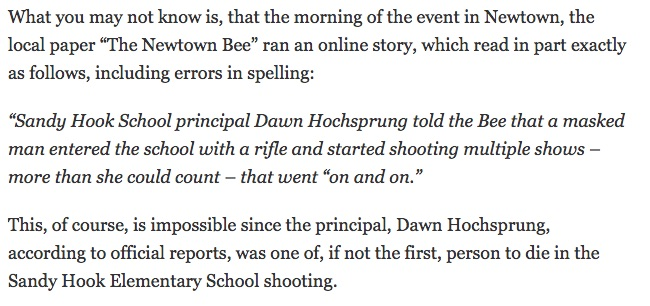 What you may not know is, that the morning of the event in Newtown, the
local paper “The Newtown Bee” ran an online story, which read in part exactly
as follows, including errors in spelling:
“Sandy Hook School principal Dawn Hochsprung told the Bee that a masked
man entered the school with a rifle and started shooting multiple shows –
more than she could count – that went “on and on.”
This, of course, is impossible since the principal, Dawn Hochsprung,
according to official reports, was one of, if not the first, person to die in the
Sandy Hook Elementary School shooting.